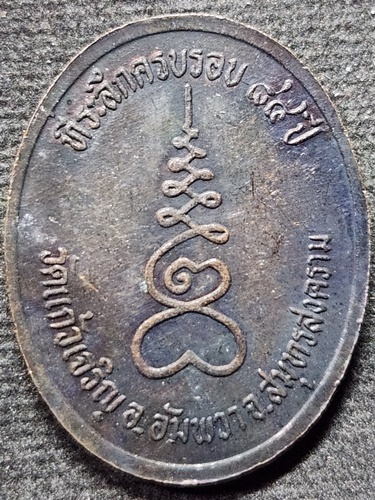 ที่ระลึกครบรอบ ๘๘ ปี
วัดแก้วเจริญ อ.อัมพวา จ.สมุทรสงคราม